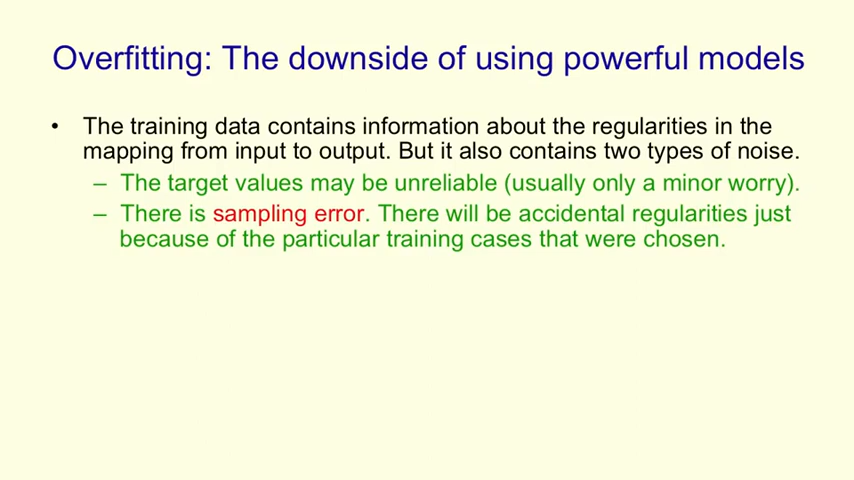 Overfitting: The downside of using powerful models
• The training data contains information about the regularities in the
mapping from input to output. But it also contains two types of noise.
– The target values may be unreliable (usually only a minor worry).
– There is sampling error. There will be accidental regularities just
because of the particular training cases that were chosen.